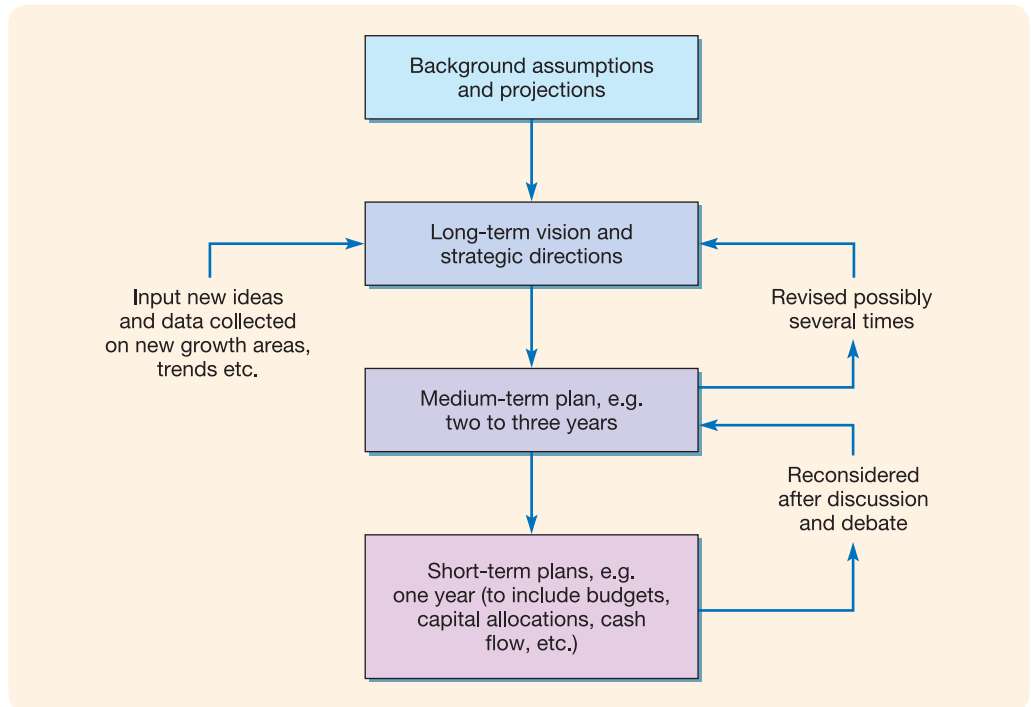 Background assumptions
and projections
Long-term vision and
strategic directions
Input new ideas
and data collected
on new growth areas,
trends etc.
Revised possibly
several times
Medium-term plan, e.g.
two to three years
Reconsidered
after discussion
and debate
Short-term plans, e.g.
one year (to include budgets,
capital allocations, cash
flow, etc.)